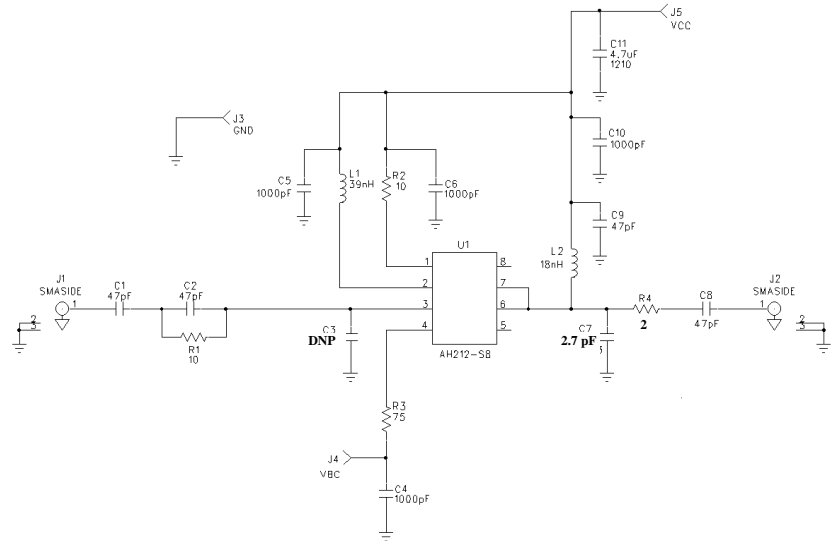 J5
VCC
C11
4.7uF
1210
J3
GND
C10
1000pF
C5
1000pF
L1
39nH
R2
10
C6
1000pF
C9
47pF
U1
L2
18nH
1
2
3
4
8
7
6
5
AH212-S8
J1
SMASIDE
1
2
3
C1
47pF
C2
47pF
R1
10
C3
DNP
C7
2.7 pF
R4
2
C8
47pF
J2
SMASIDE
1
2
3
R3
75
J4
VBC
C4
1000pF